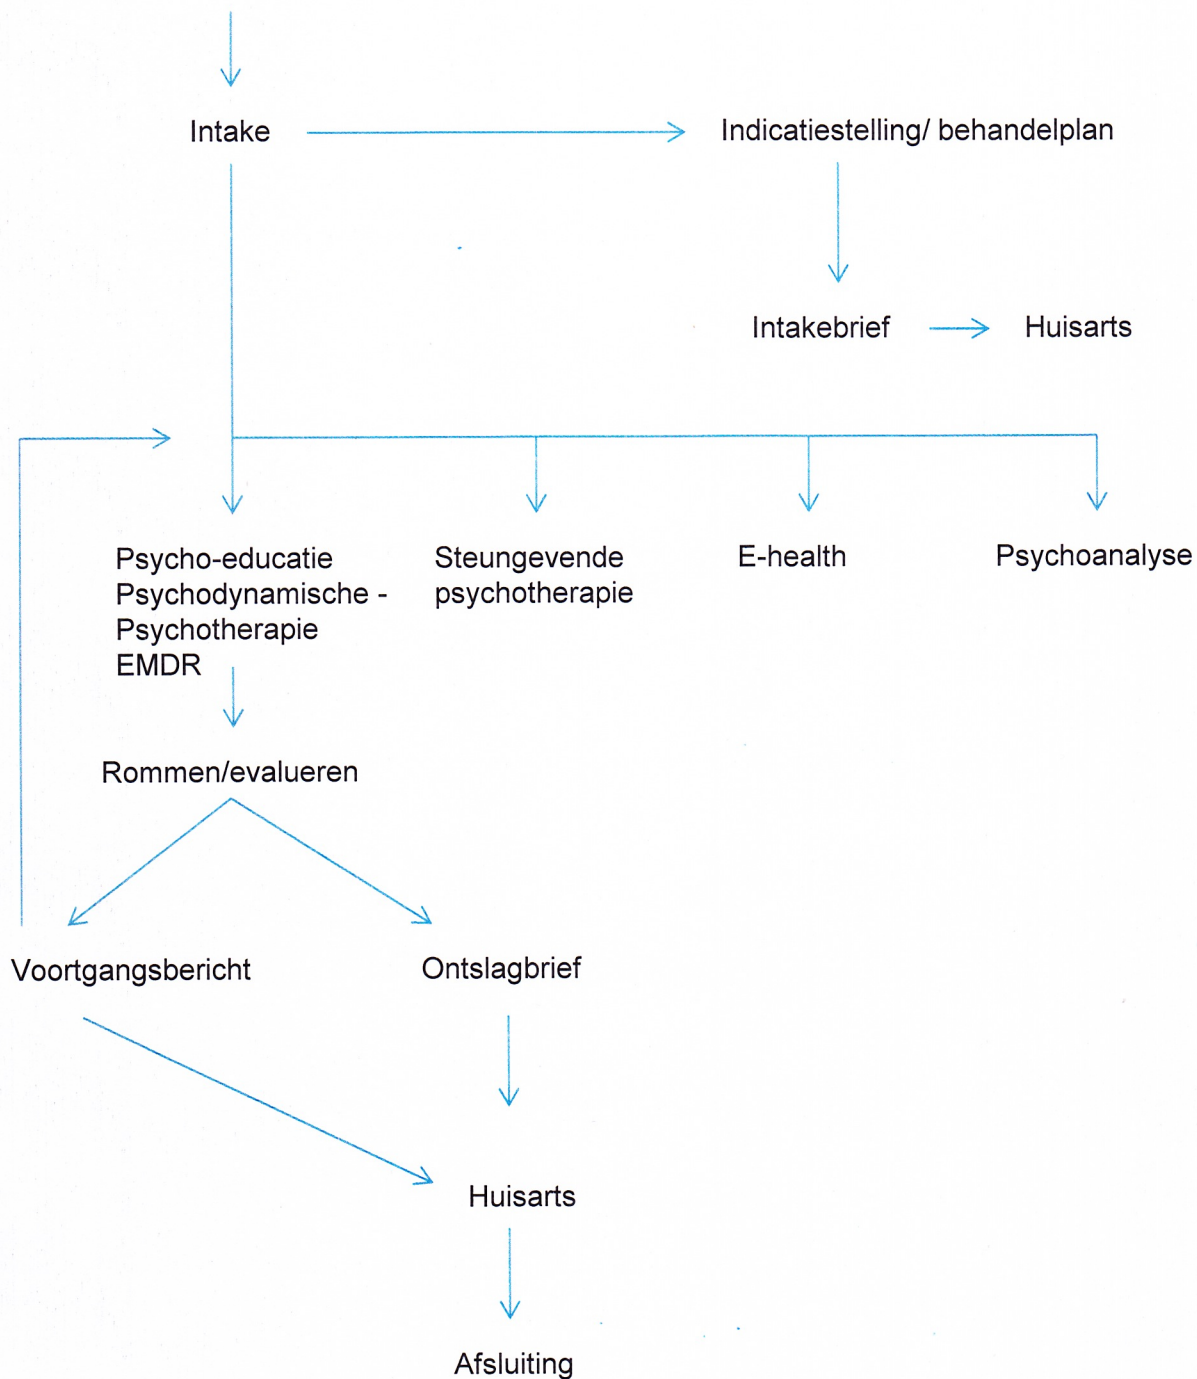 Intake
Indicatiestelling/ behandelplan
Intakebrief
Huisarts
Psycho-educatie
Psychodynamische -
Psychotherapie
EMDR
Steungevende
psychotherapie
E-health
Psychoanalyse
Rommen/evalueren
Voortgangsbericht
Ontslagbrief
Huisarts
Afsluiting